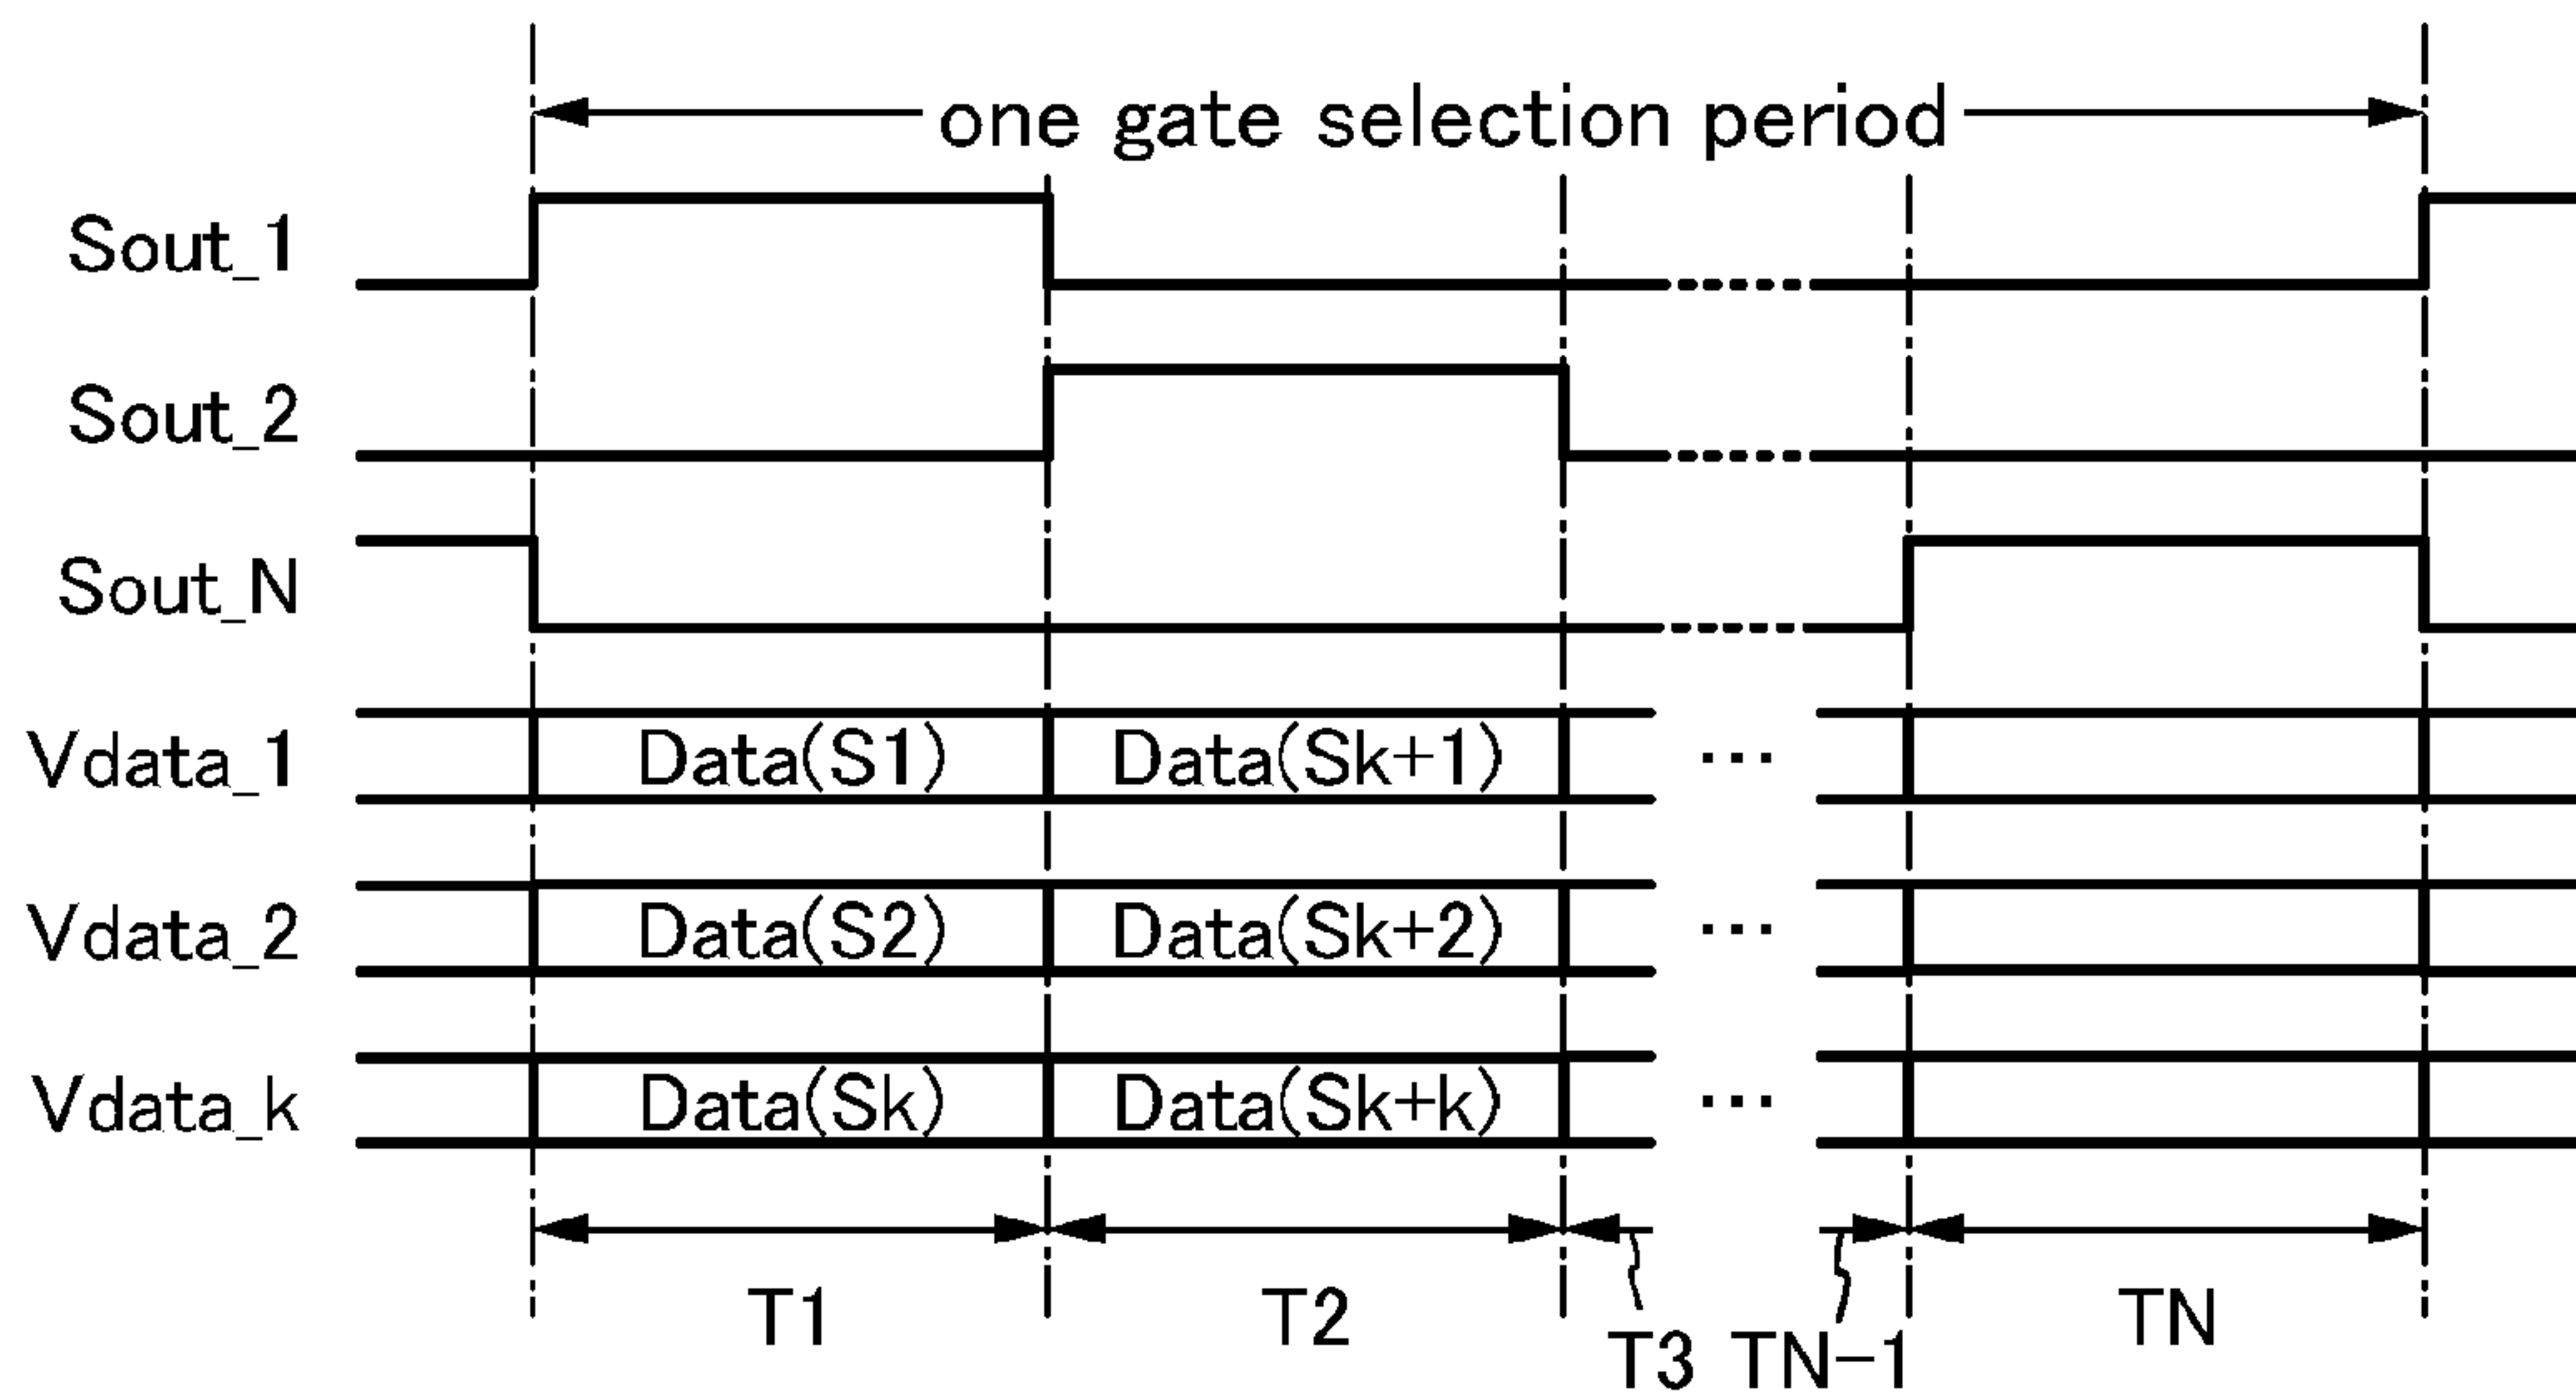 one gate selection period
Sout_1
Sout_2
Sout_N
Vdata_1 Data(S1) Data(Sk+1) ...
Vdata_2 Data(S2) Data(Sk+2) ...
Vdata_k Data(Sk) Data(Sk+k) ...
T1 T2 T3 TN-1 TN